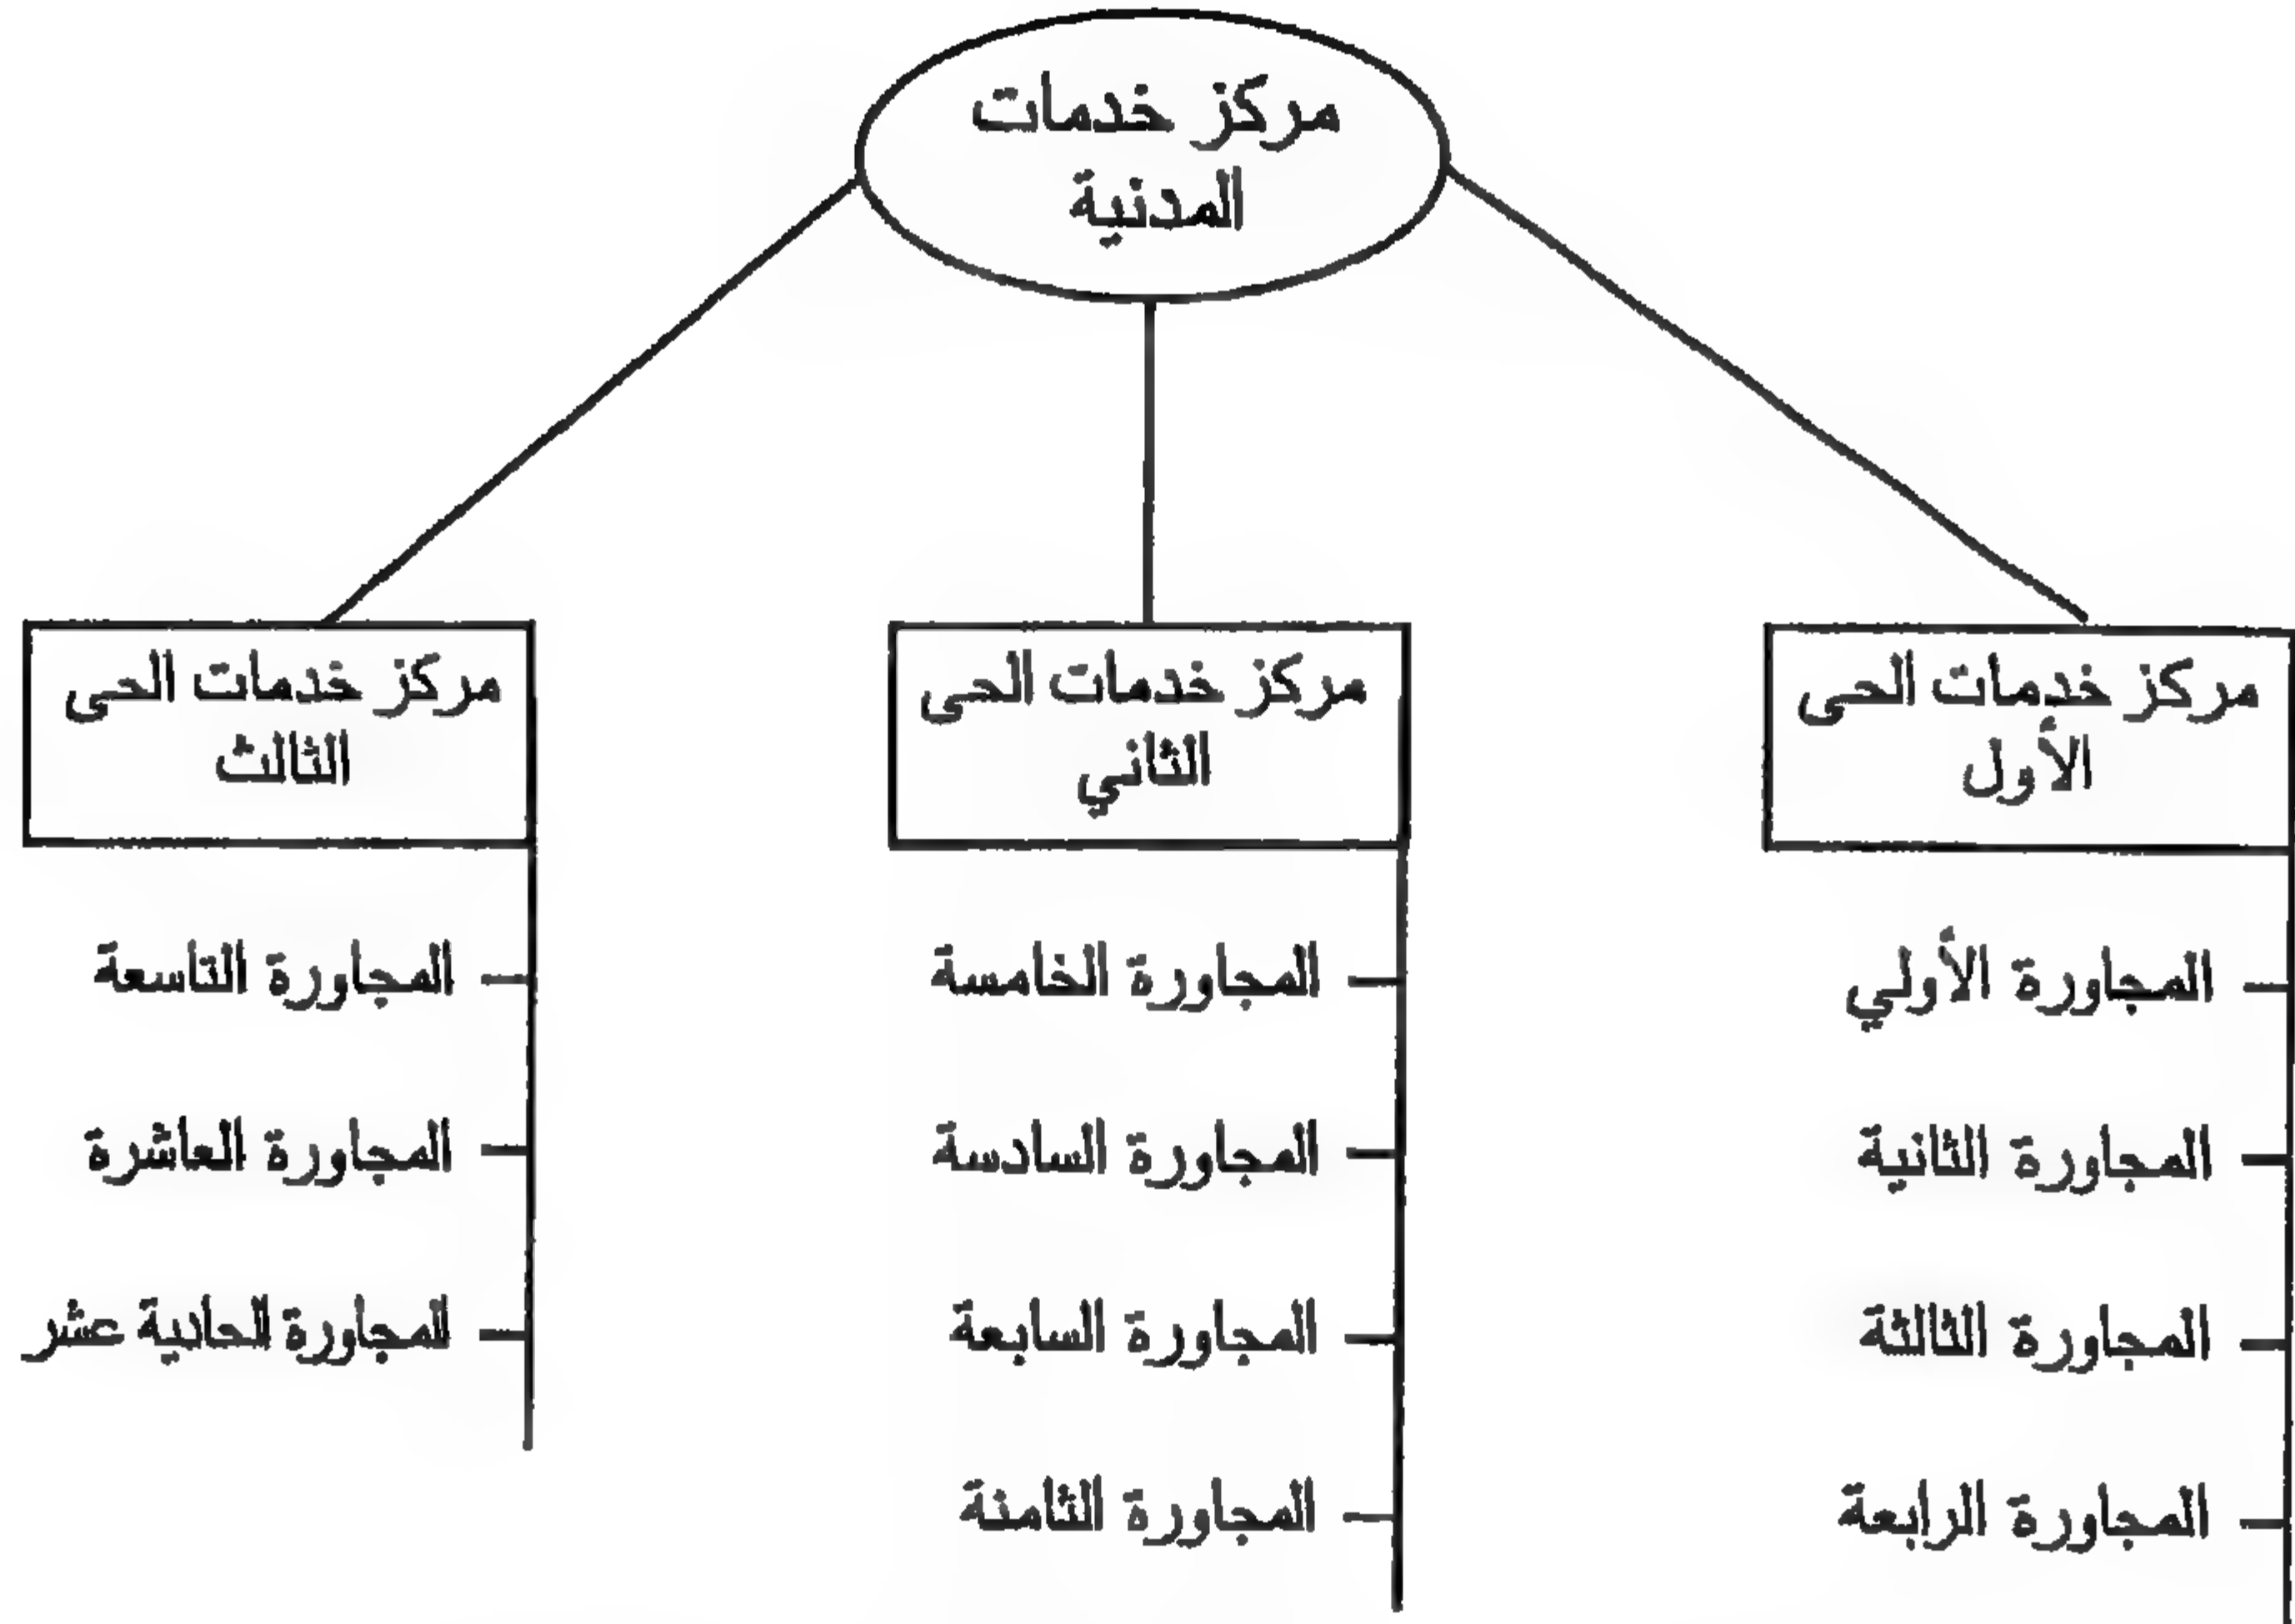 مركز خدمات
المدنية
مركز خدمات الحى
الأول
المجاورة الأولي
المجاورة الثانية
المجاورة الثالثة
المجاورة الرابعة
مركز خدمات الحى
الثاني
المجاورة الخامسة
المجاورة السادسة
المجاورة السابعة
المجاورة الثامنة
مركز خدمات الحى
الثالث
المجاورة التاسعة
المجاورة العاشرة
المجاورة الحادية عشر